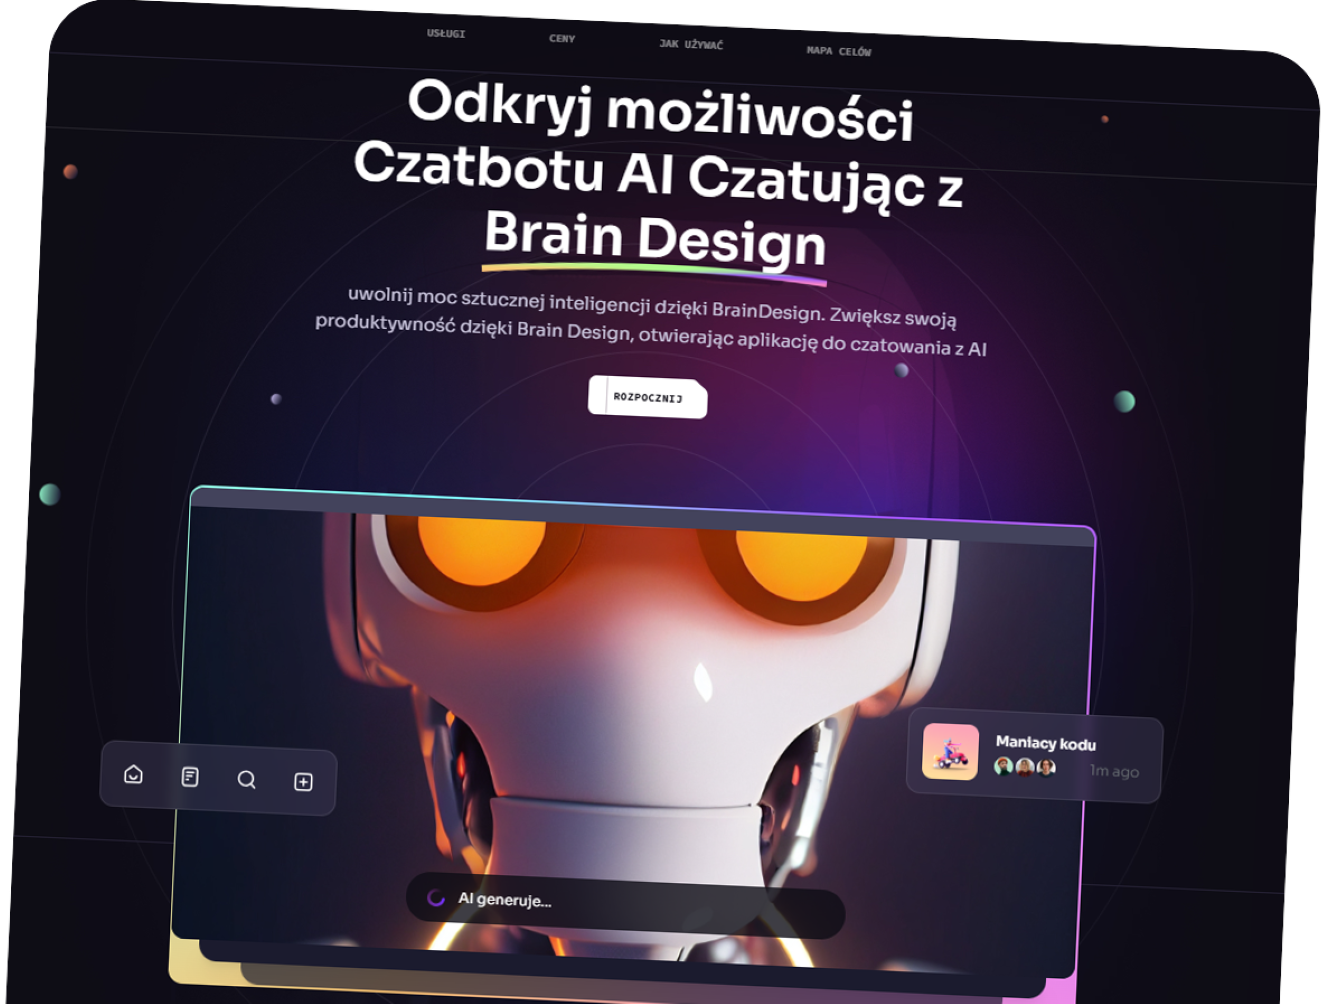 USŁUGI
CENY
JAK UŻYWAĆ
MAPA CELÓW
Odkryj możliwości
Czatbotu AI Czatując z
Brain Design
uwolnij moc sztucznej inteligencji dzięki BrainDesign. Zwiększ swoją
produktywność dzięki Brain Design, otwierając aplikację do czatowania z AI
ROZPOCZNIJ
Maniacy kodu
1m ago
AI generuje...